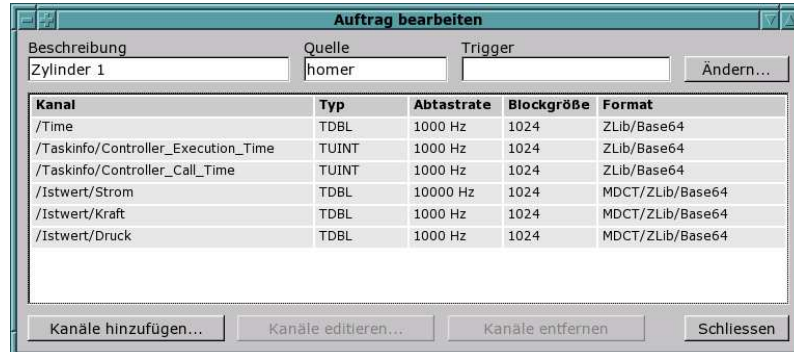 Auftrag bearbeiten
Beschreibung Quelle Trigger
Zylinder 1 homer Ändern...
Kanal Typ Abtastrate Blockgröße Format
/Time TDBL 1000 Hz 1024 ZLib/Base64
/Taskinfo/Controller_Execution_Time TUINT 1000 Hz 1024 ZLib/Base64
/Taskinfo/Controller_Call_Time TUINT 1000 Hz 1024 ZLib/Base64
/Istwert/Strom TDBL 10000 Hz 1024 MDCT/ZLib/Base64
/Istwert/Kraft TDBL 1000 Hz 1024 MDCT/ZLib/Base64
/Istwert/Druck TDBL 1000 Hz 1024 MDCT/ZLib/Base64
Kanäle hinzufügen... Kanäle editieren... Kanäle entfernen Schliessen